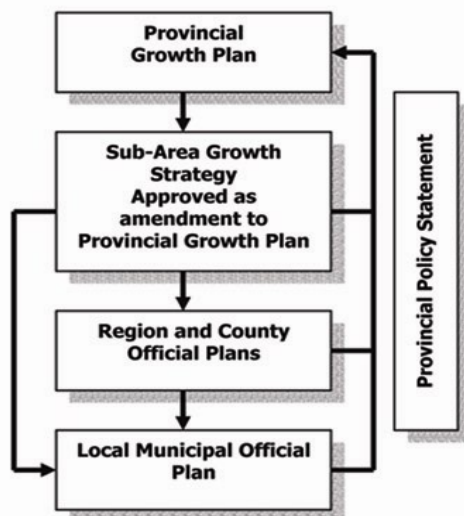 Provincial
Growth Plan
Sub-Area Growth
Strategy
Approved as
amendment to
Provincial Growth Plan
Region and County
Official Plans
Local Municipal Official
Plan
Provincial Policy Statement